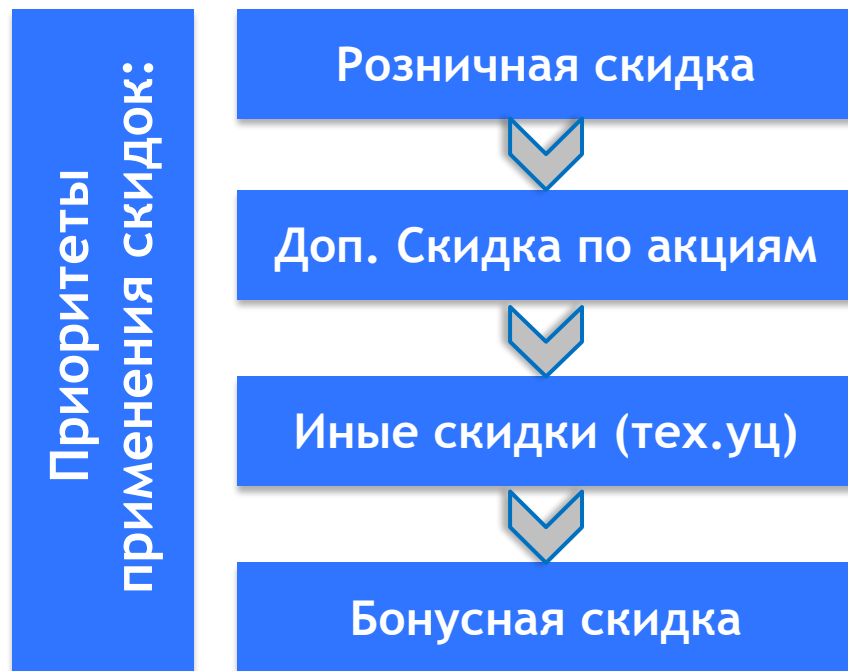 Приоритеты
применения скидок:
Розничная скидка
Доп. Скидка по акциям
Иные скидки (тех.уц)
Бонусная скидка